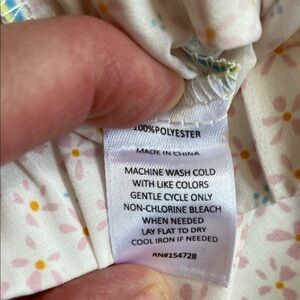 100%POLYESTER
MADE IN CHINA
MACHINE WASH COLD
WITH LIKE COLORS
GENTLE CYCLE ONLY
NON-CHLORINE BLEACH
WHEN NEEDED
LAY FLAT TO DRY
COOL IRON IF NEEDED
RN#154728